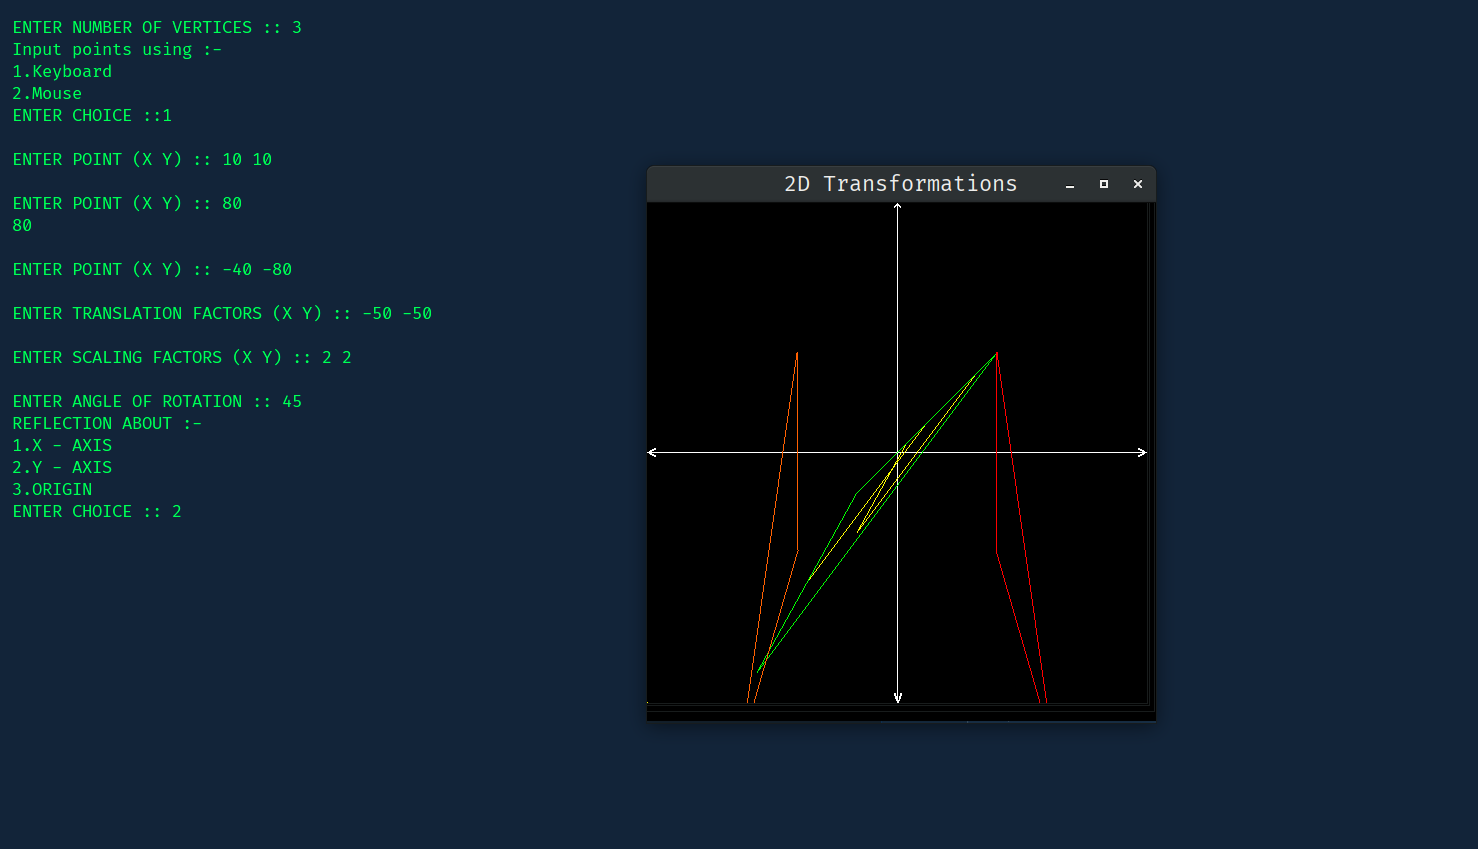 ENTER NUMBER OF VERTICES :: 3
Input points using :-
1.Keyboard
2.Mouse
ENTER CHOICE ::1
ENTER POINT (X Y) :: 10 10
ENTER POINT (X Y) :: 80
80
ENTER POINT (X Y) :: -40 -80
ENTER TRANSLATION FACTORS (X Y) :: -50 -50
ENTER SCALING FACTORS (X Y) :: 2 2
ENTER ANGLE OF ROTATION :: 45
REFLECTION ABOUT :-
1.X - AXIS
2.Y - AXIS
3.ORIGIN
ENTER CHOICE :: 2
2D Transformations